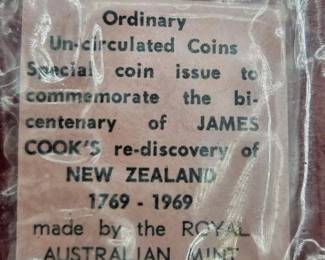 Ordinary
Un-circulated Coins
Special coin issue to
commemorate the bi-
centenary of JAMES
COOK'S re-discovery of
NEW ZEALAND
1769 - 1969
made by the ROYAL
AUSTRALIAN MINT